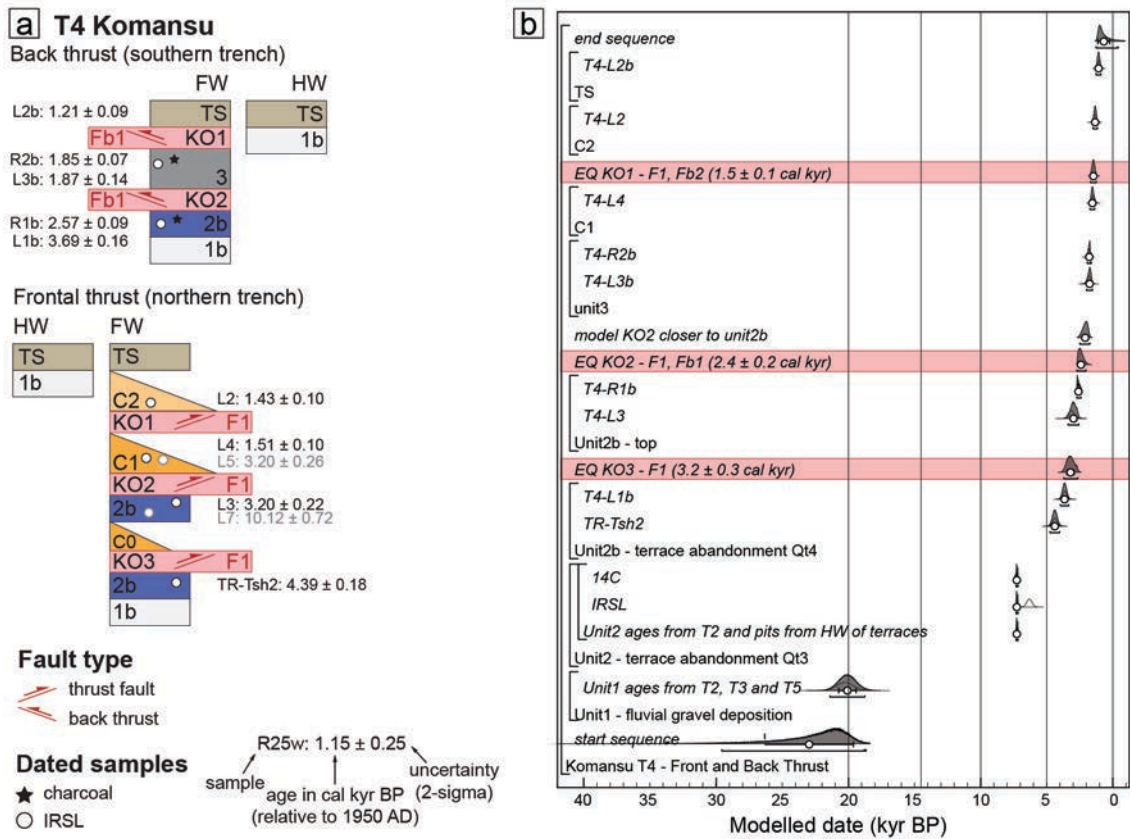 a T4 Komansu
Back thrust (southern trench)
FW HW
L2b: 1.21 ± 0.09 TS TS
Fb1 KO1 1b
R2b: 1.85 ± 0.07
L3b: 1.87 ± 0.14 3
Fb1 KO2
R1b: 2.57 ± 0.09 2b
L1b: 3.69 ± 0.16 1b
Frontal thrust (northern trench)
HW FW
TS TS
1b
C2 L2: 1.43 ± 0.10
KO1 F1
L4: 1.51 ± 0.10
C1 L5: 3.20 ± 0.26
KO2 F1
2b L3: 3.20 ± 0.22
L7: 10.12 ± 0.72
C0
KO3 F1
2b TR-Tsh2: 4.39 ± 0.18
1b
Fault type
thrust fault
back thrust
Dated samples
charcoal
IRSL
R25w: 1.15 ± 0.25
sample
uncertainty
(2-sigma)
age in cal kyr BP
(relative to 1950 AD)
b
end sequence
T4-L2b
TS
T4-L2
C2
EQ KO1 - F1, Fb2 (1.5 ± 0.1 cal kyr)
T4-L4
C1
T4-R2b
T4-L3b
unit3
model KO2 closer to unit2b
EQ KO2 - F1, Fb1 (2.4 ± 0.2 cal kyr)
T4-R1b
T4-L3
Unit2b - top
EQ KO3 - F1 (3.2 ± 0.3 cal kyr)
T4-L1b
TR-Tsh2
Unit2b - terrace abandonment Qt4
14C
IRSL
Unit2 ages from T2 and pits from HW of terraces
Unit2 - terrace abandonment Qt3
Unit1 ages from T2, T3 and T5
Unit1 - fluvial gravel deposition
start sequence
Komansu T4 - Front and Back Thrust
40 35 30 25 20 15 10 5 0
Modelled date (kyr BP)